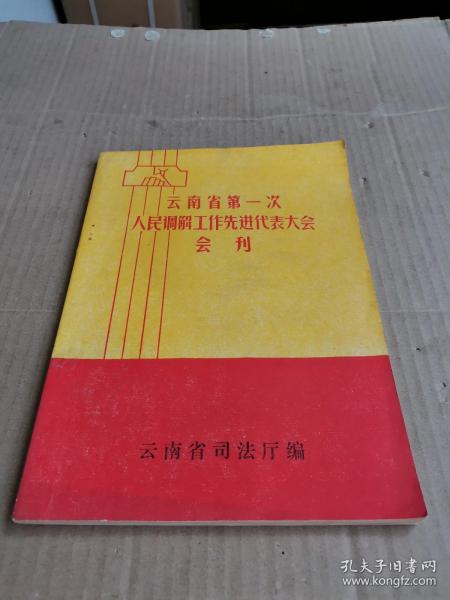 云南省第一次
人民调解工作先进代表大会
会刊
云南省司法厅编
孔夫子旧书网
www.kongfz.com